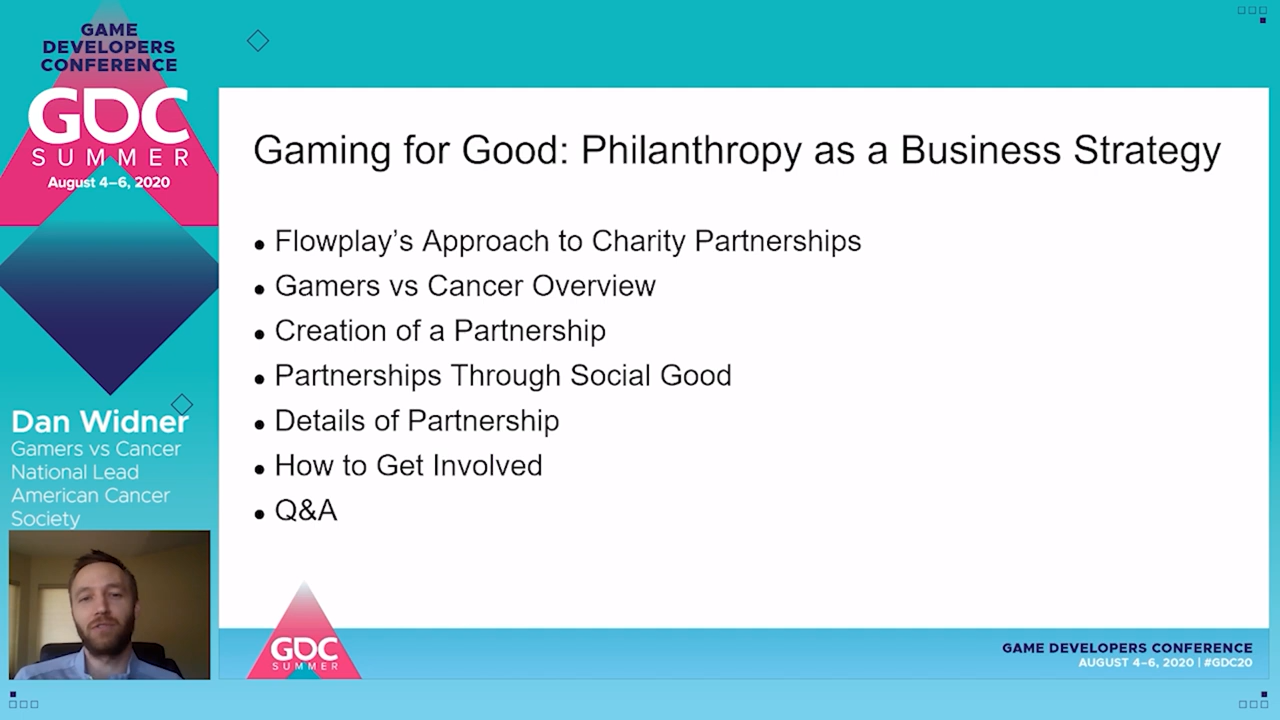 GAME
DEVELOPERS
CONFERENCE
GDC
SUMMER
August 4–6, 2020
Dan Widner
Gamers vs Cancer
National Lead
American Cancer
Society
Gaming for Good: Philanthropy as a Business Strategy
● Flowplay’s Approach to Charity Partnerships
● Gamers vs Cancer Overview
● Creation of a Partnership
● Partnerships Through Social Good
● Details of Partnership
● How to Get Involved
● Q&A
GDC
SUMMER
GAME DEVELOPERS CONFERENCE
AUGUST 4–6, 2020 | #GDC20